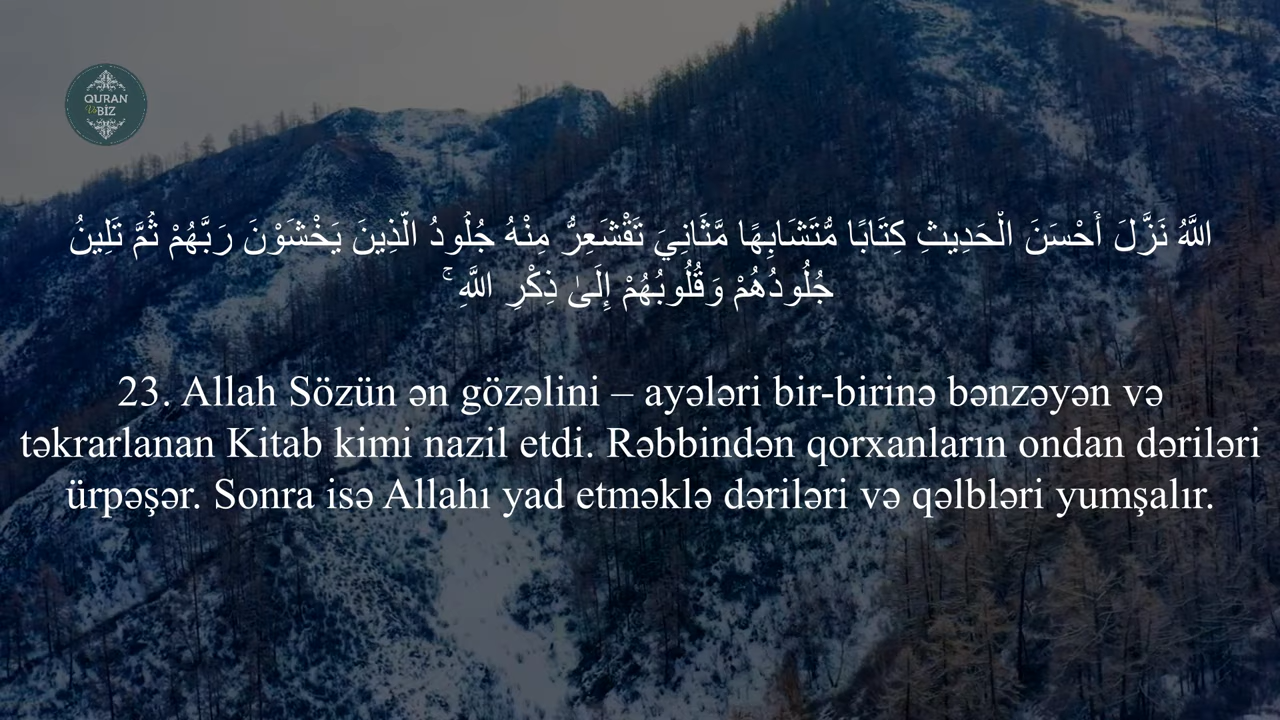 QURAN
Və
BİZ
اللَّهُ نَزَّلَ أَحْسَنَ الْحَدِيثِ كِتَابًا مُّتَشَابِهًا مَّثَانِيَ تَقْشَعِرُّ مِنْهُ جُلُودُ الَّذِينَ يَخْشَوْنَ رَبَّهُمْ ثُمَّ تَلِينُ
جُلُودُهُمْ وَقُلُوبُهُمْ إِلَىٰ ذِكْرِ اللَّهِ ۚ
23. Allah Sözün ən gözəlini – ayələri bir-birinə bənzəyən və
təkrarlanan Kitab kimi nazil etdi. Rəbbindən qorxanların ondan dəriləri
ürpəşər. Sonra isə Allahı yad etməklə dəriləri və qəlbləri yumşalır.